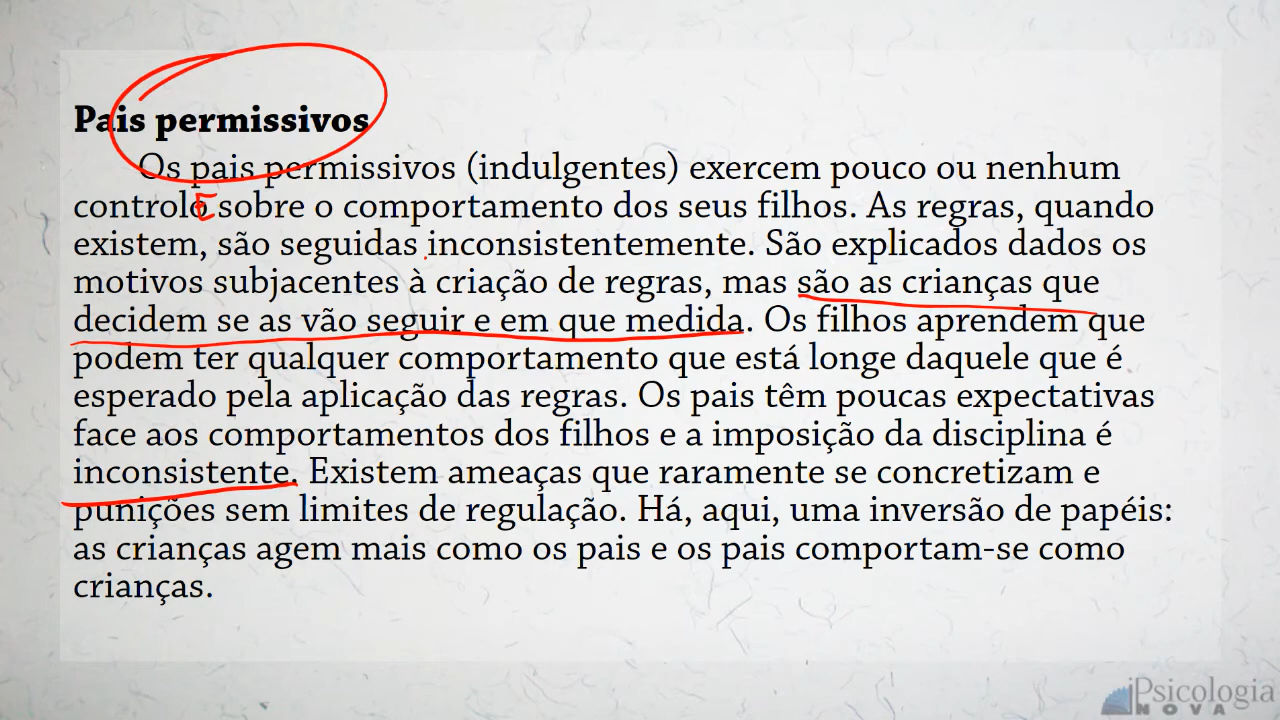 Pais permissivos
Os pais permissivos (indulgentes) exercem pouco ou nenhum
controlo sobre o comportamento dos seus filhos. As regras, quando
existem, são seguidas inconsistentemente. São explicados dados os
motivos subjacentes à criação de regras, mas são as crianças que
decidem se as vão seguir e em que medida. Os filhos aprendem que
podem ter qualquer comportamento que está longe daquele que é
esperado pela aplicação das regras. Os pais têm poucas expectativas
face aos comportamentos dos filhos e a imposição da disciplina é
inconsistente. Existem ameaças que raramente se concretizam e
punições sem limites de regulação. Há, aqui, uma inversão de papéis:
as crianças agem mais como os pais e os pais comportam-se como
crianças.
E
Psicologia
NOVA